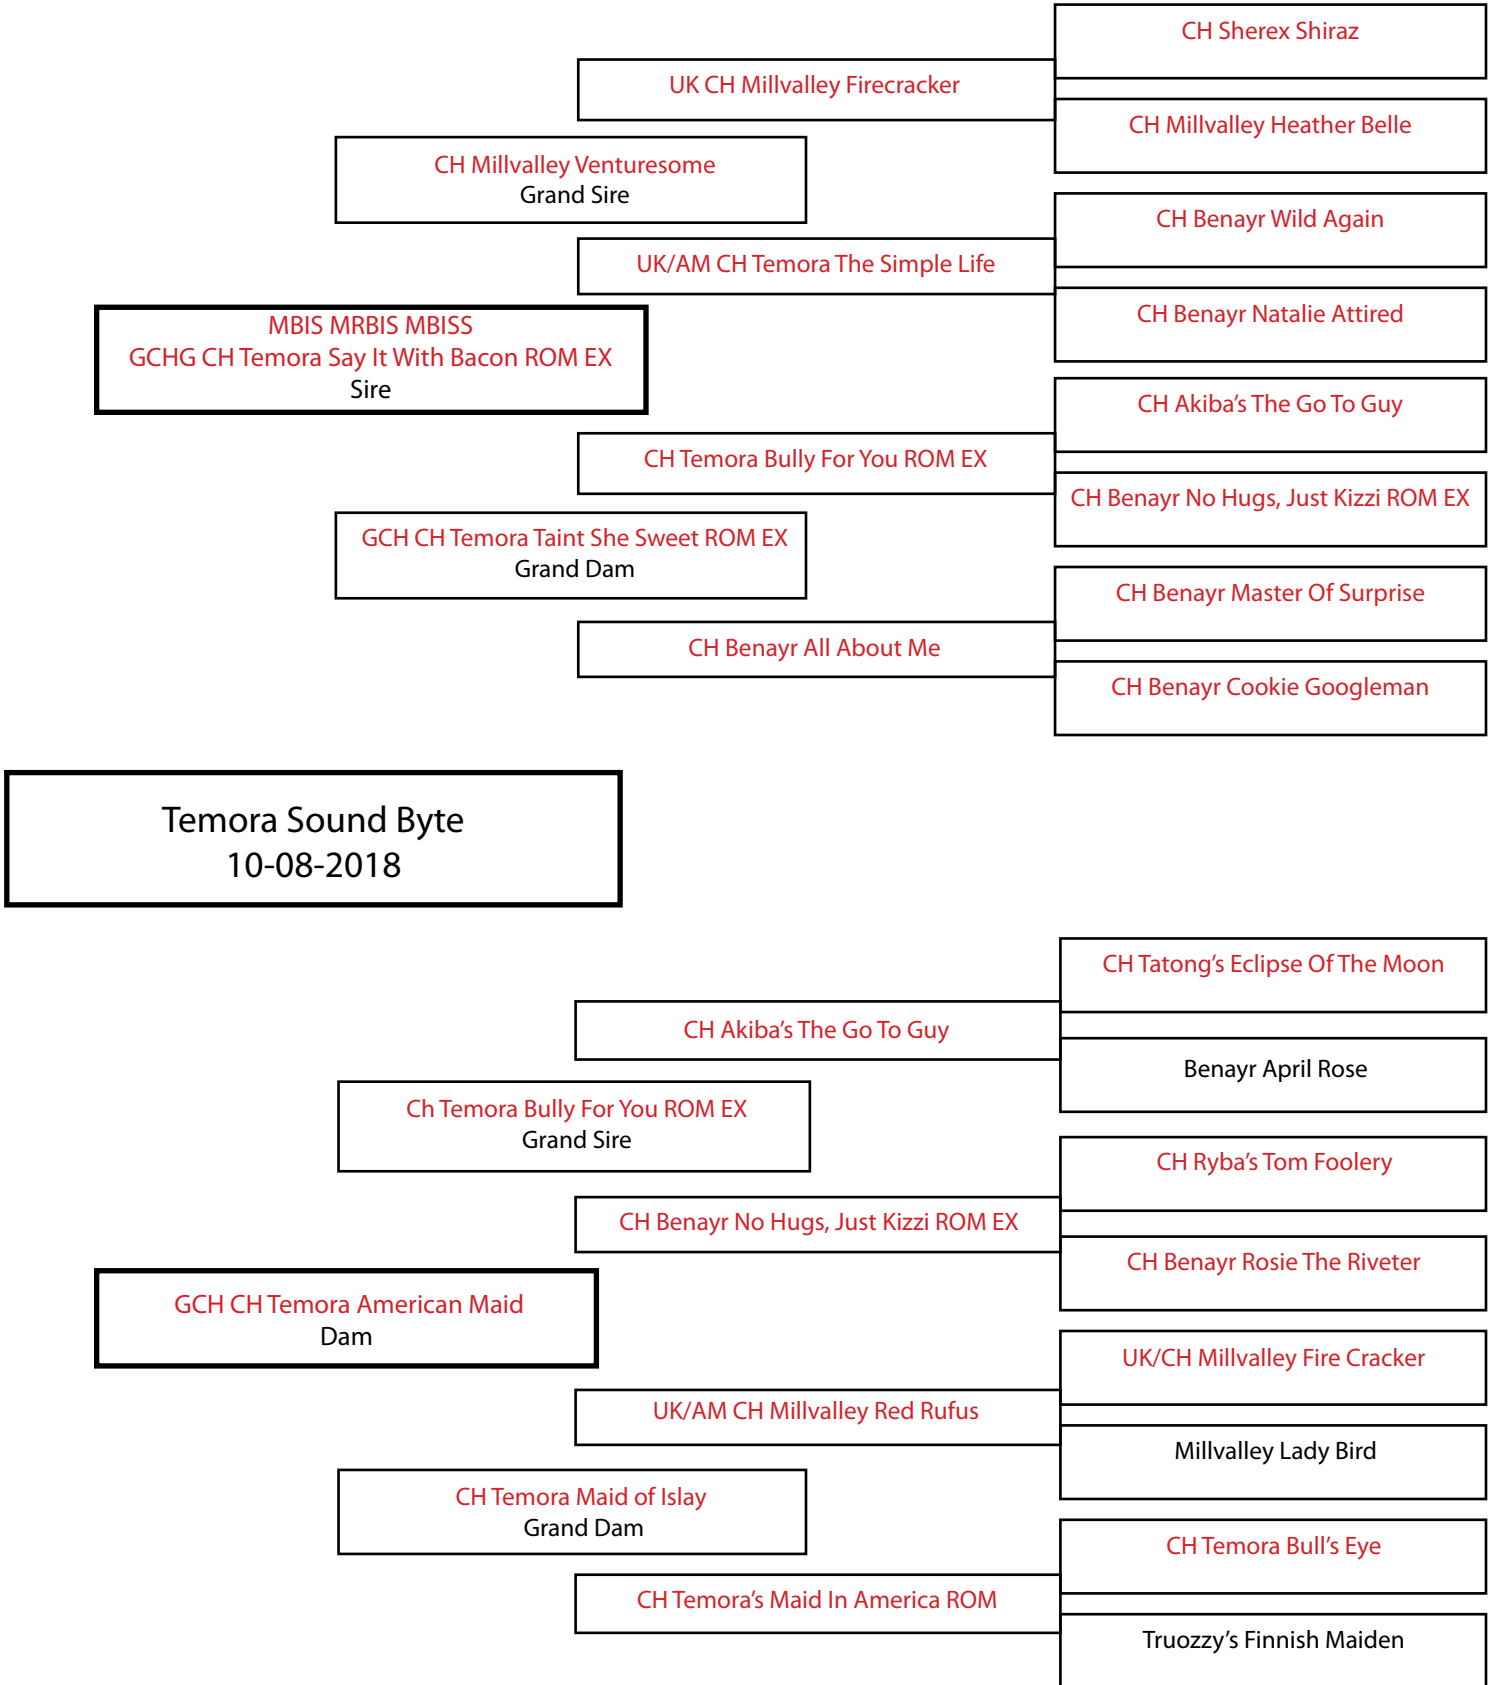 CH Sherex Shiraz
UK CH Millvalley Firecracker
CH Millvalley Heather Belle
CH Millvalley Venturesome
Grand Sire
CH Benayr Wild Again
UK/AM CH Temora The Simple Life
CH Benayr Natalie Attired
MBIS MRBIS MBISS
GCHG CH Temora Say It With Bacon ROM EX
Sire
CH Akiba’s The Go To Guy
CH Temora Bully For You ROM EX
CH Benayr No Hugs, Just Kizzi ROM EX
GCH CH Temora Taint She Sweet ROM EX
Grand Dam
CH Benayr Master Of Surprise
CH Benayr All About Me
CH Benayr Cookie Googleman
Temora Sound Byte
10-08-2018
CH Tatong’s Eclipse Of The Moon
CH Akiba’s The Go To Guy
Benayr April Rose
Ch Temora Bully For You ROM EX
Grand Sire
CH Ryba’s Tom Foolery
CH Benayr No Hugs, Just Kizzi ROM EX
CH Benayr Rosie The Riveter
GCH CH Temora American Maid
Dam
UK/CH Millvalley Fire Cracker
UK/AM CH Millvalley Red Rufus
Millvalley Lady Bird
CH Temora Maid of Islay
Grand Dam
CH Temora Bull’s Eye
CH Temora’s Maid In America ROM
Truozzy’s Finnish Maiden